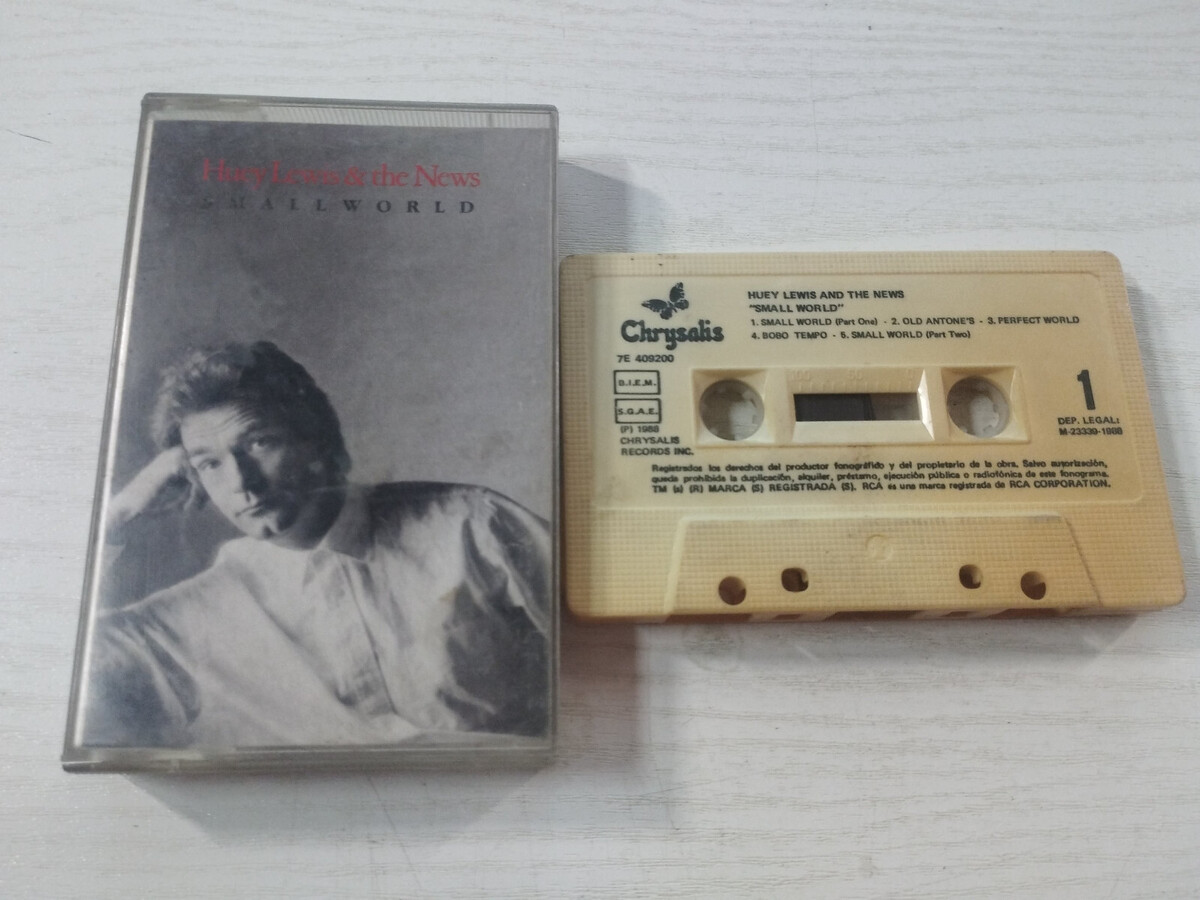 Huey Lewis & the News
SMALL WORLD
Chrysalis
7E 409200
D.I.E.M.
S.G.A.E.
(P) 1988
CHRYSALIS
RECORDS INC.
HUEY LEWIS AND THE NEWS
"SMALL WORLD"
1. SMALL WORLD (Part One) - 2. OLD ANTONE'S - 3. PERFECT WORLD
4. BOBO TEMPO - 5. SMALL WORLD (Part Two)
1
DEP. LEGAL:
M-23339-1988
Registrados los derechos del productor fonográfido y del propietario de la obra. Salvo autorización,
queda prohibida la duplicación, alquiler, préstamo, ejecución pública o radiofónica de este fonograma.
TM (s) (R) MARCA (S) REGISTRADA (S). RCA es una marca registrada de RCA CORPORATION.